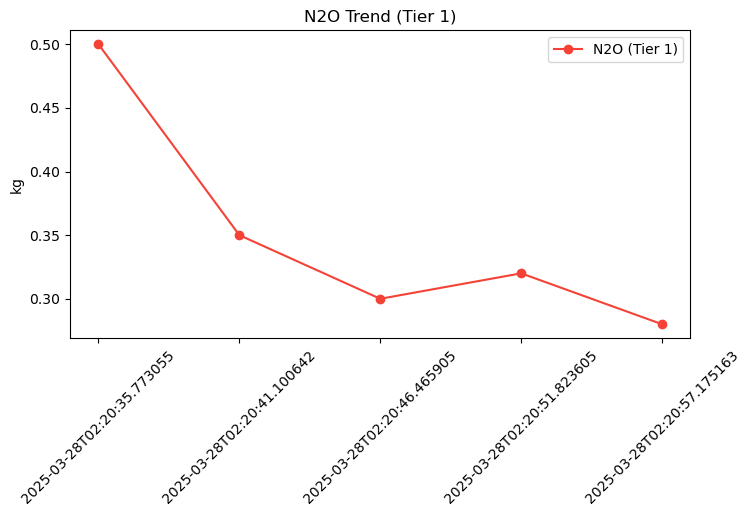 N2O Trend (Tier 1)
N2O (Tier 1)
kg
0.50
0.45
0.40
0.35
0.30
2025-03-28T02:20:35.773055
2025-03-28T02:20:41.100642
2025-03-28T02:20:46.465905
2025-03-28T02:20:51.823605
2025-03-28T02:20:57.175163